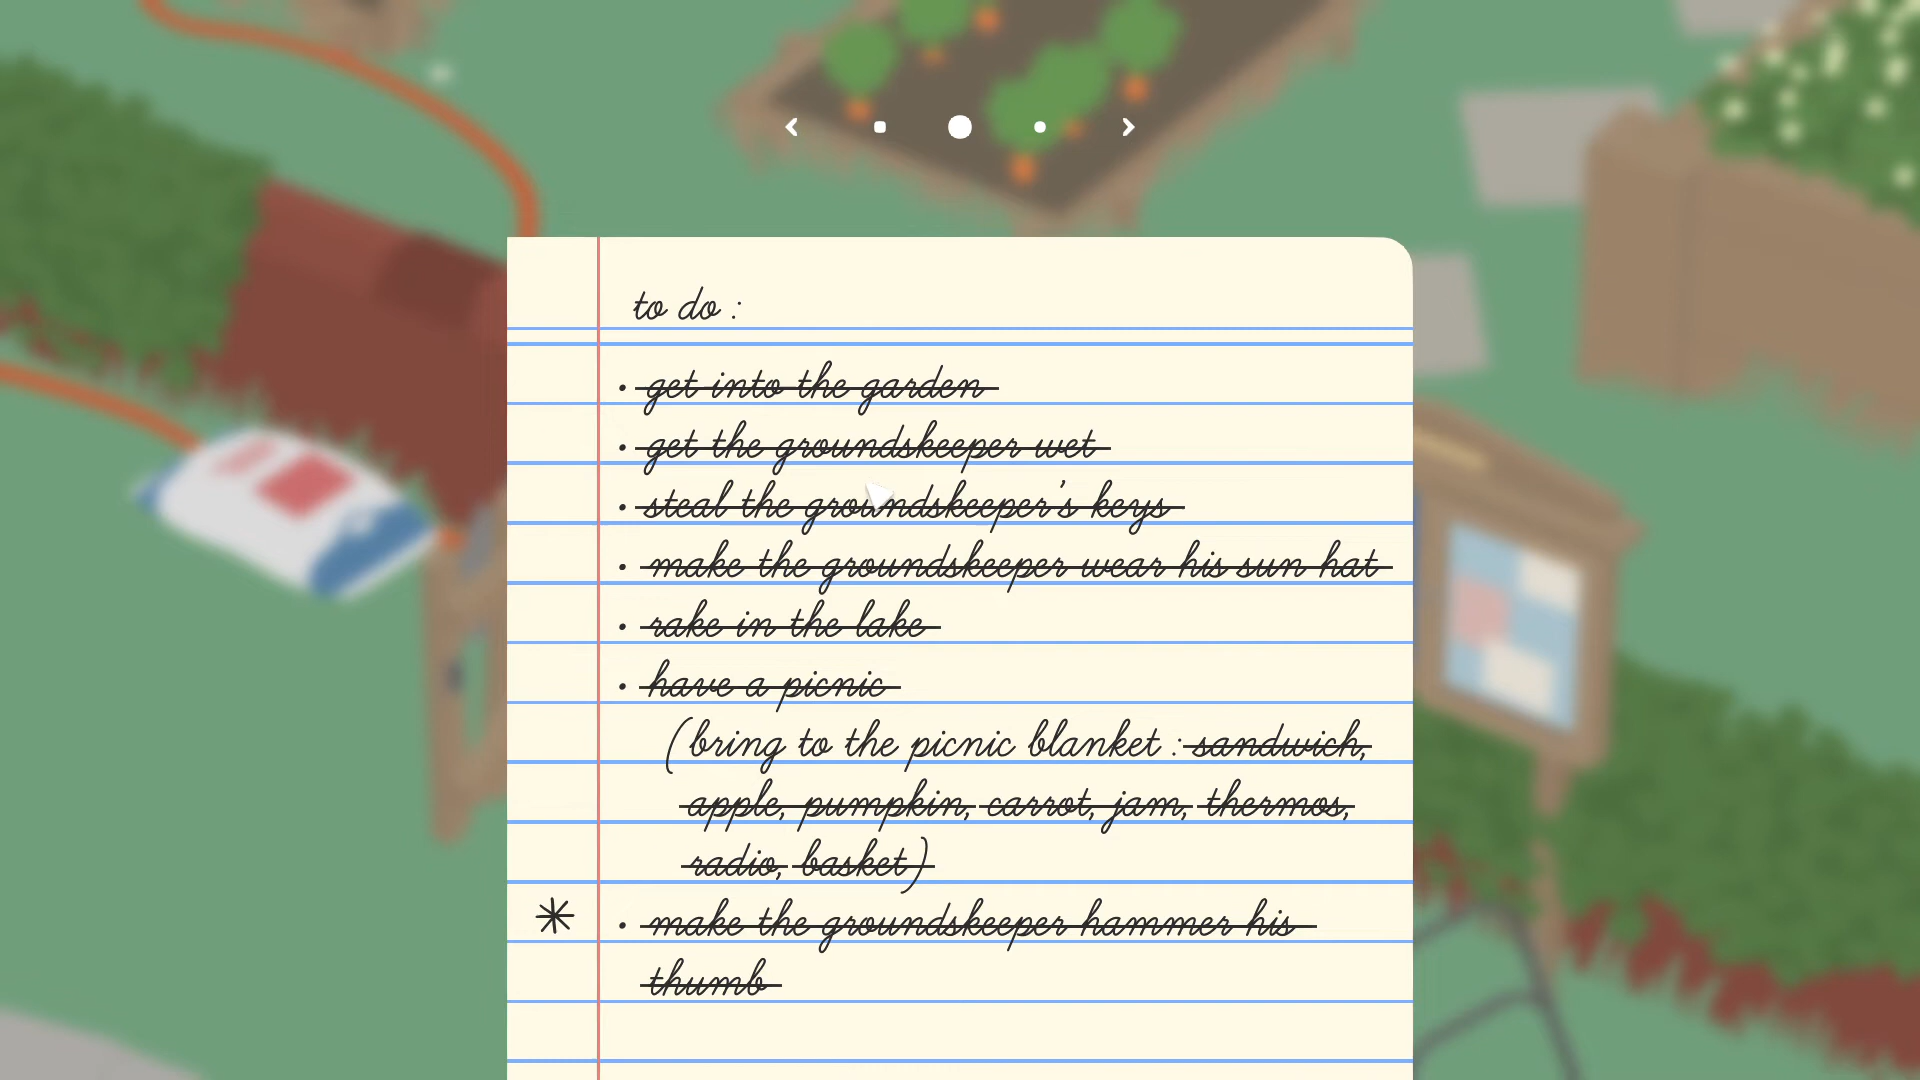 to do :
• get into the garden
• get the groundskeeper wet
• steal the groundskeeper's keys
• make the groundskeeper wear his sun hat
• rake in the lake
• have a picnic
(bring to the picnic blanket : sandwich,
apple, pumpkin, carrot, jam, thermos,
radio, basket)
* • make the groundskeeper hammer his
thumb